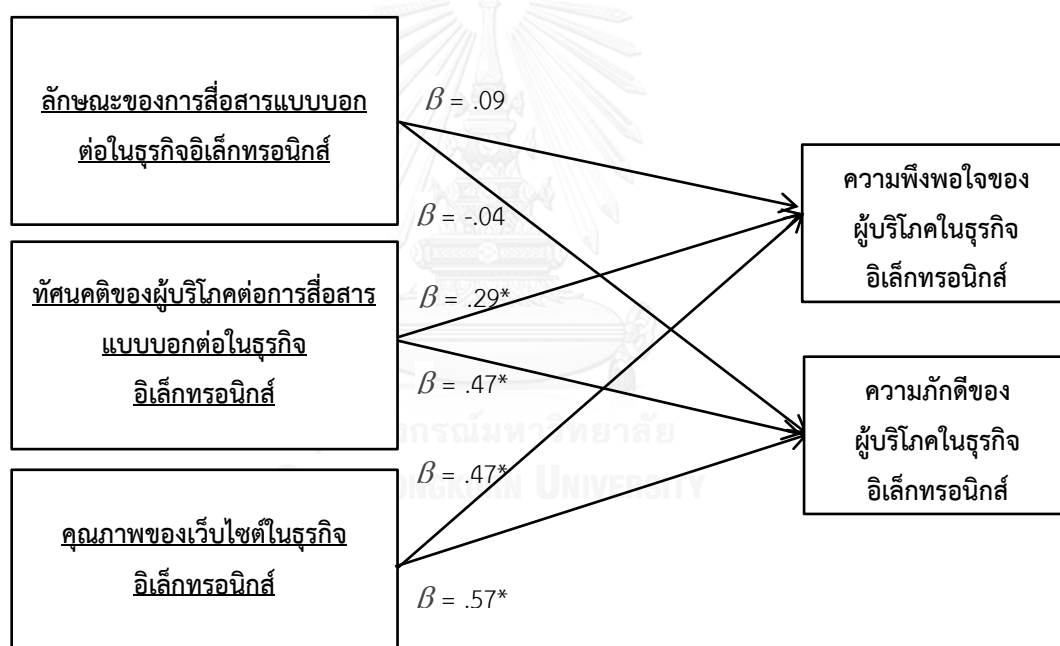 ลักษณะของการสื่อสารแบบบอก
ต่อในธุรกิจอิเล็กทรอนิกส์
ทัศนคติของผู้บริโภคต่อการสื่อสาร
แบบบอกต่อในธุรกิจ
อิเล็กทรอนิกส์
คุณภาพของเว็บไซต์ในธุรกิจ
อิเล็กทรอนิกส์
β = .09
β = -.04
β = .29*
β = .47*
β = .47*
β = .57*
ความพึงพอใจของ
ผู้บริโภคในธุรกิจ
อิเล็กทรอนิกส์
ความภักดีของ
ผู้บริโภคในธุรกิจ
อิเล็กทรอนิกส์
UNIVERSITY